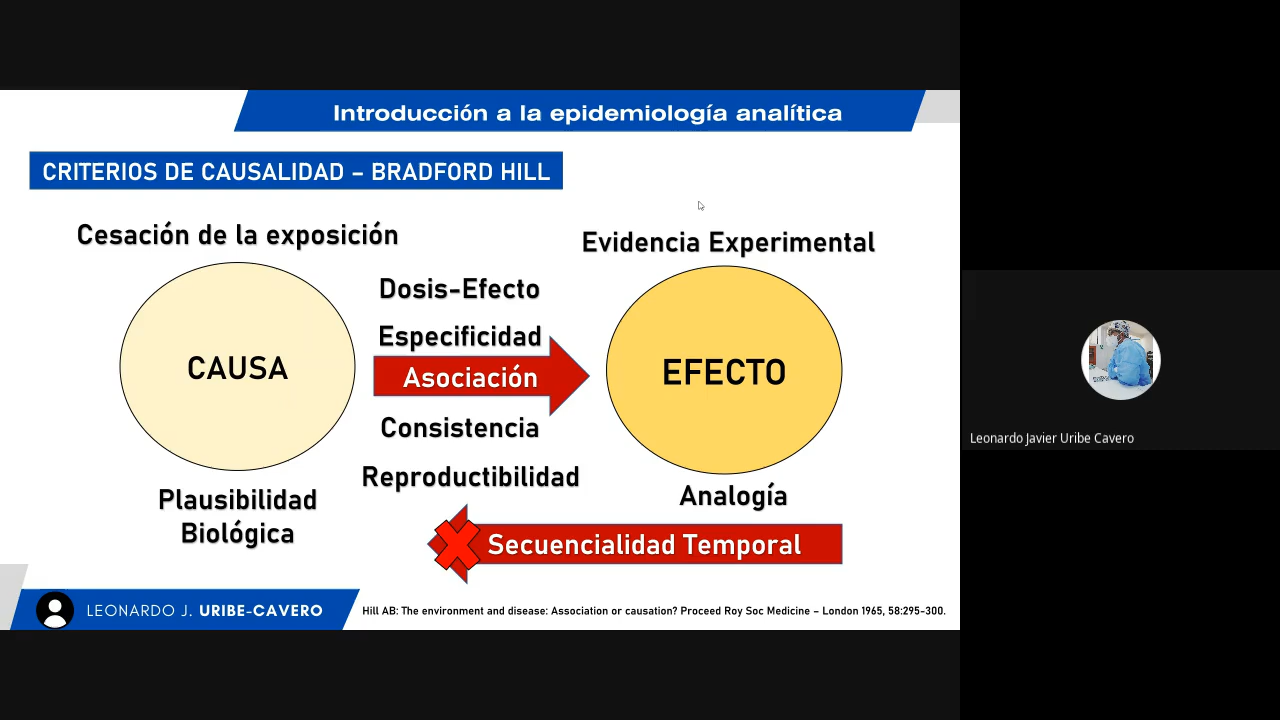 Introducción a la epidemiología analítica
CRITERIOS DE CAUSALIDAD – BRADFORD HILL
Cesación de la exposición
Evidencia Experimental
Dosis-Efecto
Especificidad
CAUSA
Asociación
EFECTO
Consistencia
Reproductibilidad
Plausibilidad
Biológica
Analogía
Secuencialidad Temporal
LEONARDO J. URIBE-CAVERO
Hill AB: The environment and disease: Association or causation? Proceed Roy Soc Medicine – London 1965, 58:295-300.
Leonardo Javier Uribe Cavero